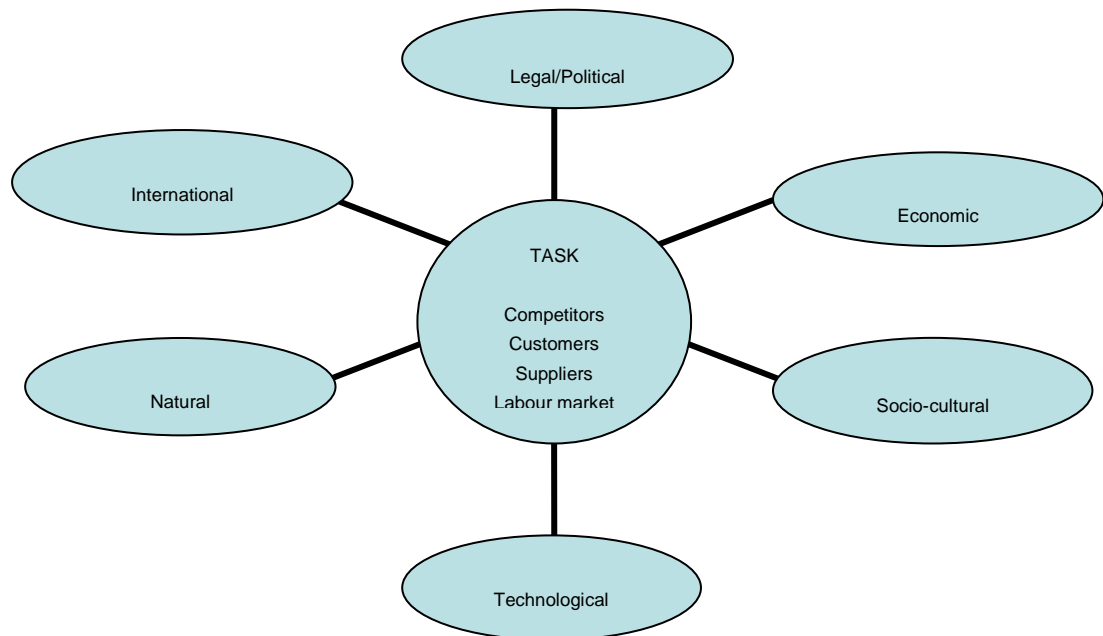 Legal/Political
International
Economic
TASK
Competitors
Customers
Suppliers
Labour market
Natural
Socio-cultural
Technological